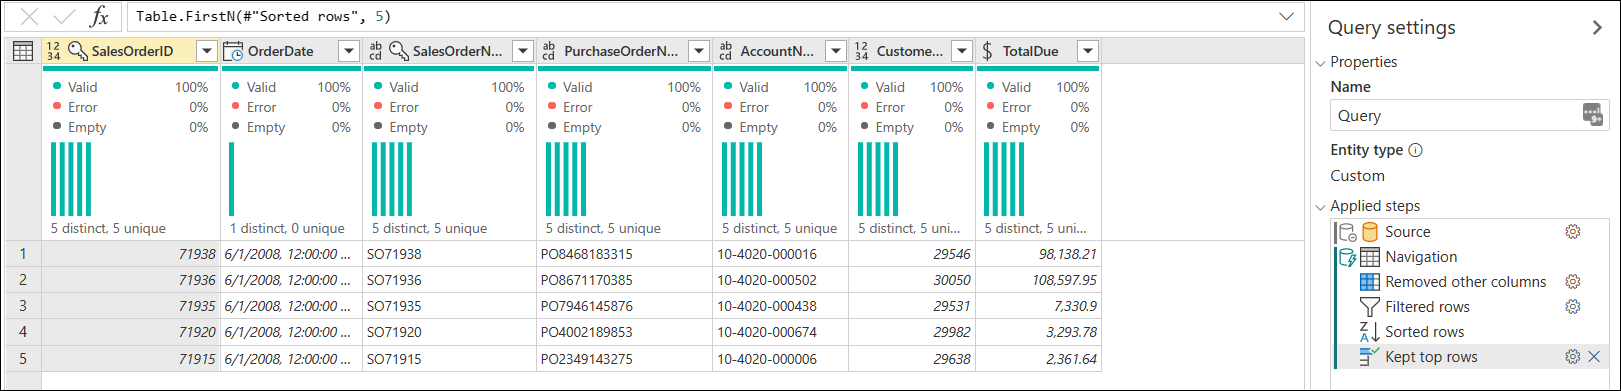 fx Table.FirstN(#"Sorted rows", 5)
1234 SalesOrderID OrderDate abcd SalesOrderN... abcd PurchaseOrderN... abcd AccountN... 1234 Custome... $ TotalDue
Valid 100% Valid 100% Valid 100% Valid 100% Valid 100% Valid 100% Valid 100%
Error 0% Error 0% Error 0% Error 0% Error 0% Error 0% Error 0%
Empty 0% Empty 0% Empty 0% Empty 0% Empty 0% Empty 0% Empty 0%
5 distinct, 5 unique 1 distinct, 0 unique 5 distinct, 5 unique 5 distinct, 5 unique 5 distinct, 5 unique 5 distinct, 5 uni... 5 distinct, 5 uni...
1 71938 6/1/2008, 12:00:00 ... SO71938 PO8468183315 10-4020-000016 29546 98,138.21
2 71936 6/1/2008, 12:00:00 ... SO71936 PO8671170385 10-4020-000502 30050 108,597.95
3 71935 6/1/2008, 12:00:00 ... SO71935 PO7946145876 10-4020-000438 29531 7,330.9
4 71920 6/1/2008, 12:00:00 ... SO71920 PO4002189853 10-4020-000674 29982 3,293.78
5 71915 6/1/2008, 12:00:00 ... SO71915 PO2349143275 10-4020-000006 29638 2,361.64
Query settings
Properties
Name
Query
Entity type
Custom
Applied steps
Source
Navigation
Removed other columns
Filtered rows
Sorted rows
Kept top rows